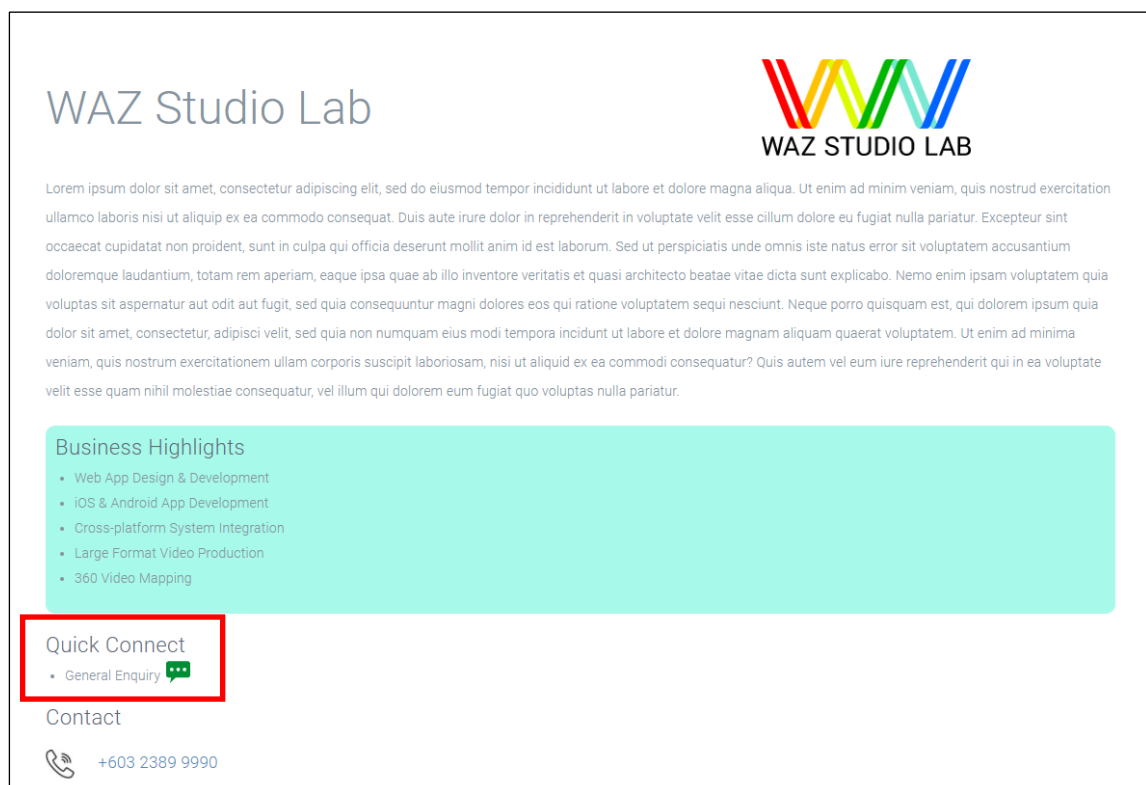 WAZ Studio Lab
WAZ STUDIO LAB
Lorem ipsum dolor sit amet, consectetur adipiscing elit, sed do eiusmod tempor incididunt ut labore et dolore magna aliqua. Ut enim ad minim veniam, quis nostrud exercitation
ullamco laboris nisi ut aliquip ex ea commodo consequat. Duis aute irure dolor in reprehenderit in voluptate velit esse cillum dolore eu fugiat nulla pariatur. Excepteur sint
occaecat cupidatat non proident, sunt in culpa qui officia deserunt mollit anim id est laborum. Sed ut perspiciatis unde omnis iste natus error sit voluptatem accusantium
doloremque laudantium, totam rem aperiam, eaque ipsa quae ab illo inventore veritatis et quasi architecto beatae vitae dicta sunt explicabo. Nemo enim ipsam voluptatem quia
voluptas sit aspernatur aut odit aut fugit, sed quia consequuntur magni dolores eos qui ratione voluptatem sequi nesciunt. Neque porro quisquam est, qui dolorem ipsum quia
dolor sit amet, consectetur, adipisci velit, sed quia non numquam eius modi tempora incidunt ut labore et dolore magnam aliquam quaerat voluptatem. Ut enim ad minima
veniam, quis nostrum exercitationem ullam corporis suscipit laboriosam, nisi ut aliquid ex ea commodi consequatur? Quis autem vel eum iure reprehenderit qui in ea voluptate
velit esse quam nihil molestiae consequatur, vel illum qui dolorem eum fugiat quo voluptas nulla pariatur.
Business Highlights
• Web App Design & Development
• iOS & Android App Development
• Cross-platform System Integration
• Large Format Video Production
• 360 Video Mapping
Quick Connect
• General Enquiry
Contact
+603 2389 9990